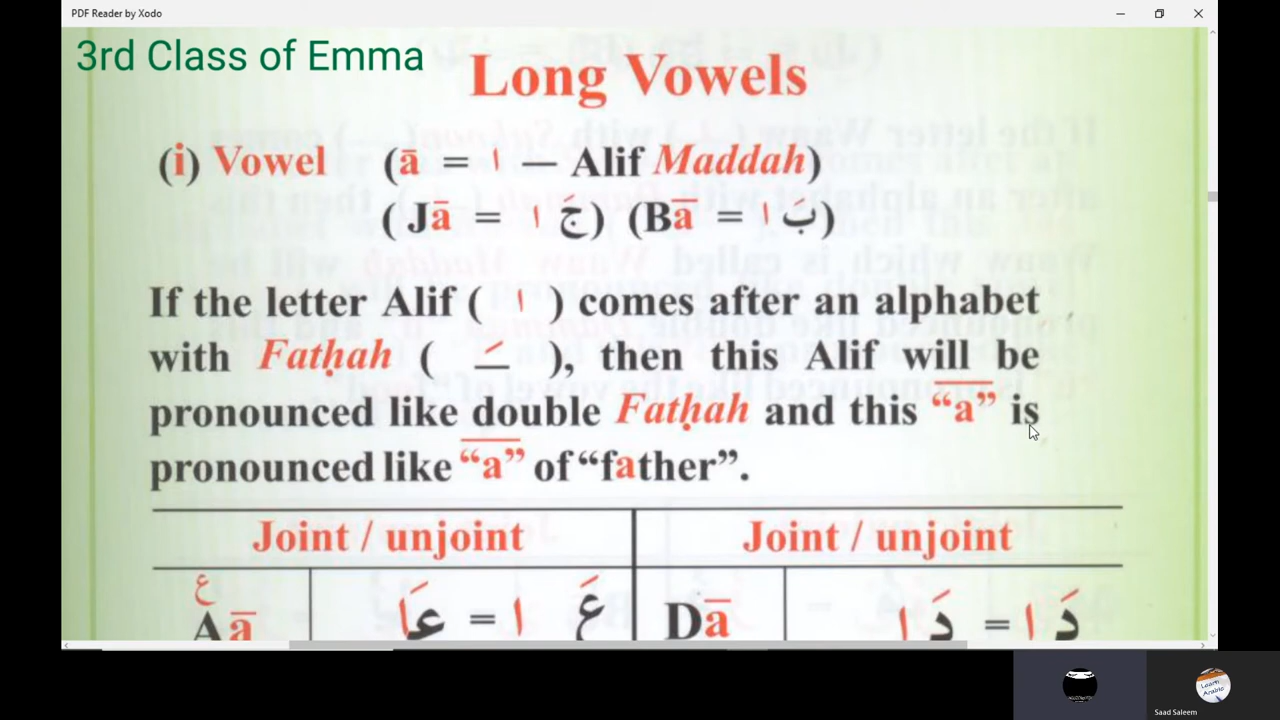 PDF Reader by Xodo
3rd Class of Emma
Long Vowels
(i) Vowel (ā = ا — Alif Maddah)
(Jā = ا جَ) (Bā = ا بَ)
If the letter Alif ( ا ) comes after an alphabet
with Fatḥah ( َ ), then this Alif will be
pronounced like double Fatḥah and this “ā” is
pronounced like “ā” of “father”.
Joint / unjoint Joint / unjoint
ع
Aā عَا = ا عَ Dā دَا = ا دَ
Learn
Arabic
Saad Saleem